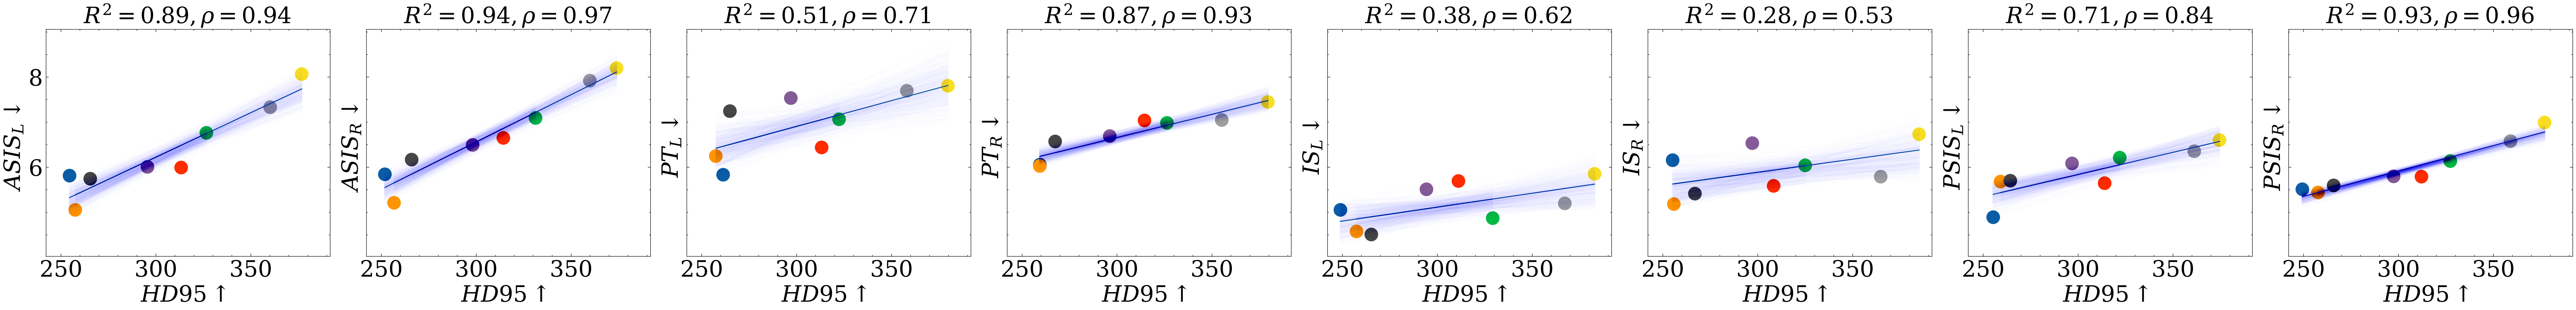 R² = 0.89, ρ = 0.94
R² = 0.94, ρ = 0.97
R² = 0.51, ρ = 0.71
R² = 0.87, ρ = 0.93
R² = 0.38, ρ = 0.62
R² = 0.28, ρ = 0.53
R² = 0.71, ρ = 0.84
R² = 0.93, ρ = 0.96
8
6
ASIS_L ↓
ASIS_R ↓
PT_L ↓
PT_R ↓
IS_L ↓
IS_R ↓
PSIS_L ↓
PSIS_R ↓
250 300 350
250 300 350
250 300 350
250 300 350
250 300 350
250 300 350
250 300 350
250 300 350
HD95 ↑
HD95 ↑
HD95 ↑
HD95 ↑
HD95 ↑
HD95 ↑
HD95 ↑
HD95 ↑